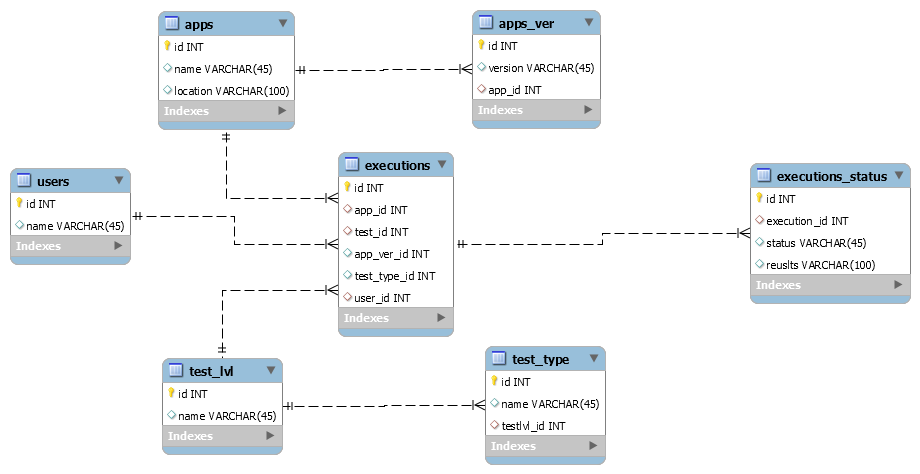 apps
id INT
name VARCHAR(45)
location VARCHAR(100)
Indexes
apps_ver
id INT
version VARCHAR(45)
app_id INT
Indexes
users
id INT
name VARCHAR(45)
Indexes
executions
id INT
app_id INT
test_id INT
app_ver_id INT
test_type_id INT
user_id INT
Indexes
executions_status
id INT
execution_id INT
status VARCHAR(45)
reuslts VARCHAR(100)
Indexes
test_lvl
id INT
name VARCHAR(45)
Indexes
test_type
id INT
name VARCHAR(45)
testlvl_id INT
Indexes